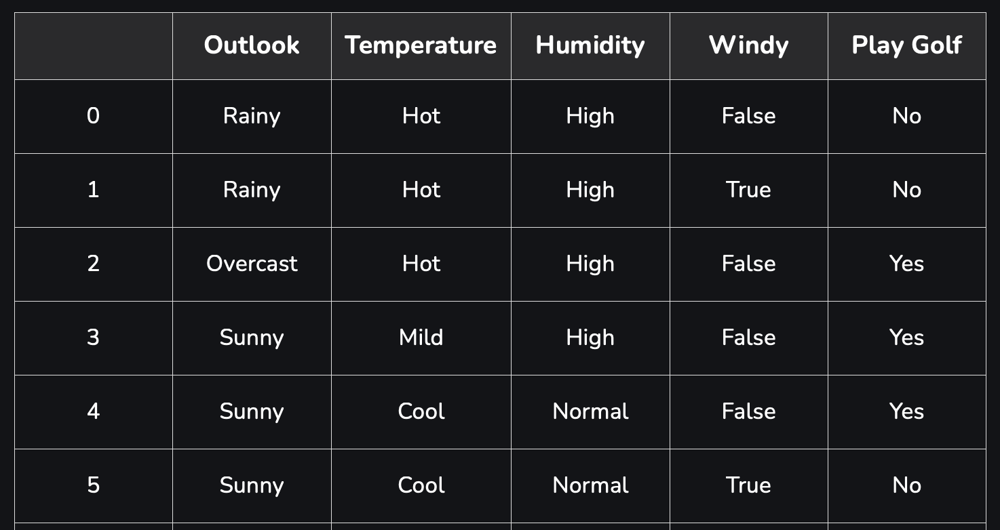 Outlook Temperature Humidity Windy Play Golf
0 Rainy Hot High False No
1 Rainy Hot High True No
2 Overcast Hot High False Yes
3 Sunny Mild High False Yes
4 Sunny Cool Normal False Yes
5 Sunny Cool Normal True No